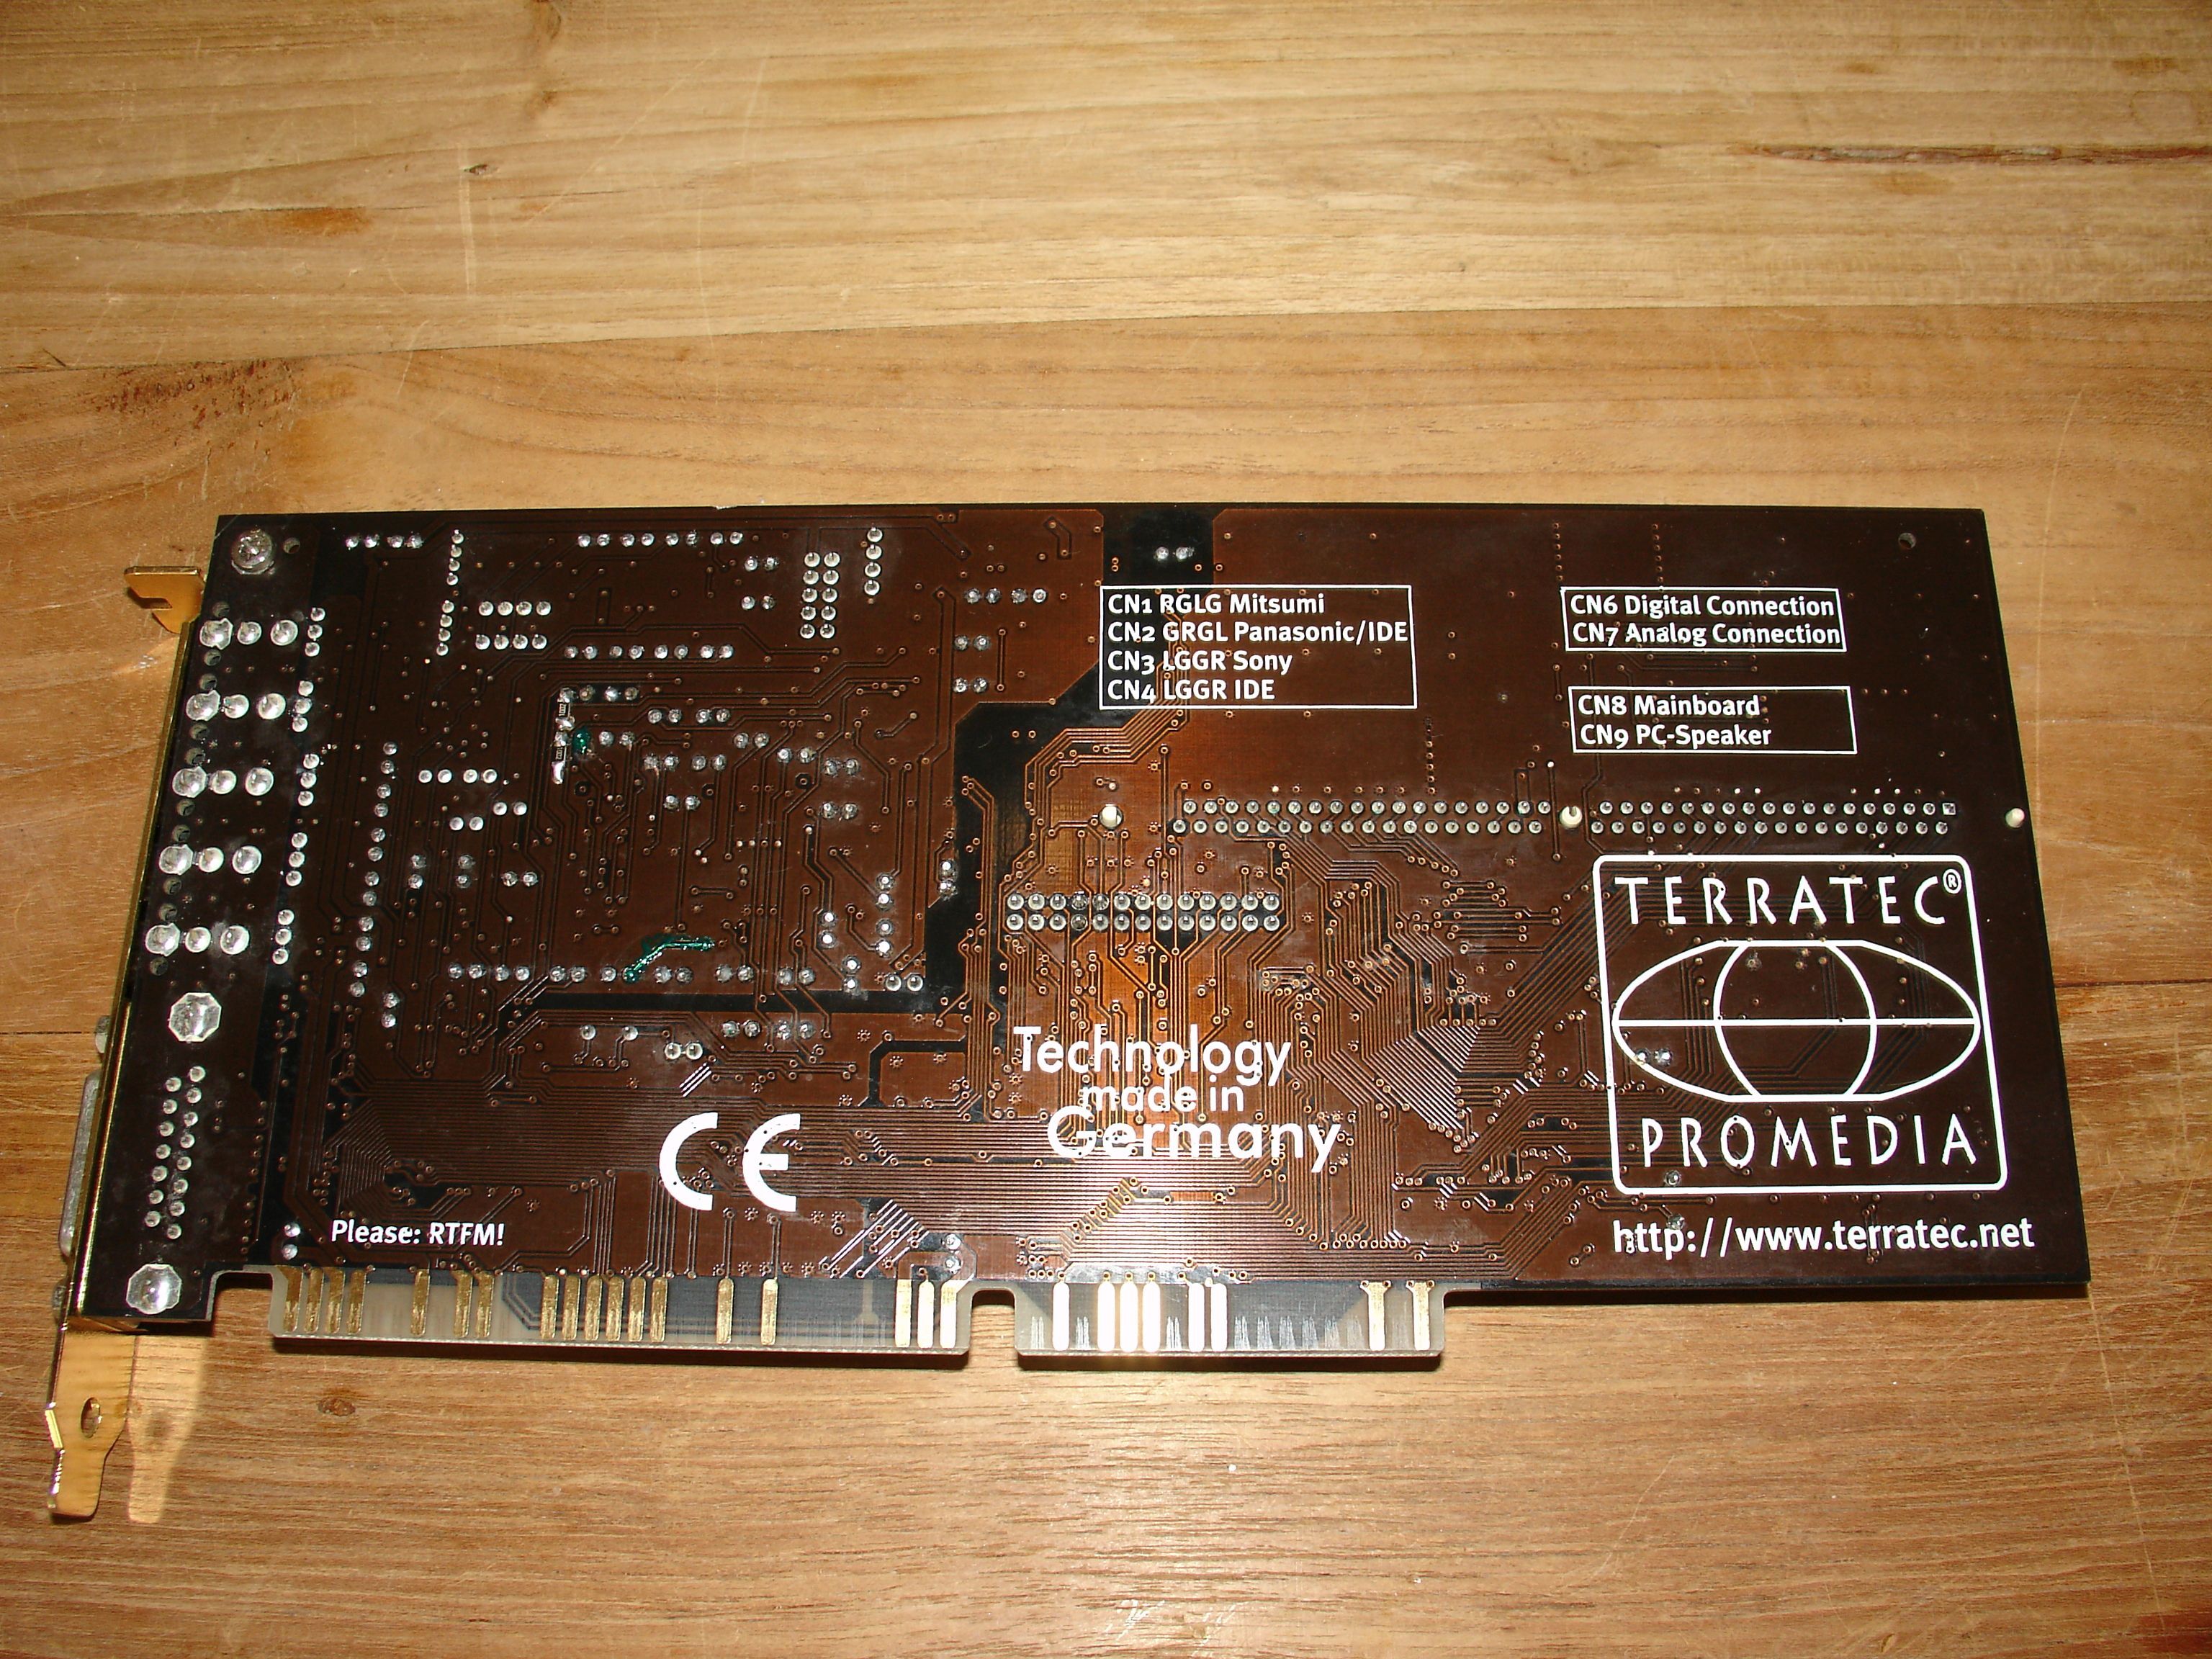 CN1 RGLG Mitsumi
CN2 GRGL Panasonic/IDE
CN3 LGGR Sony
CN4 LGGR IDE
CN6 Digital Connection
CN7 Analog Connection
CN8 Mainboard
CN9 PC-Speaker
TERRATEC®
PROMEDIA
http://www.terratec.net
Technology
made in
Germany
CE
Please: RTFM!